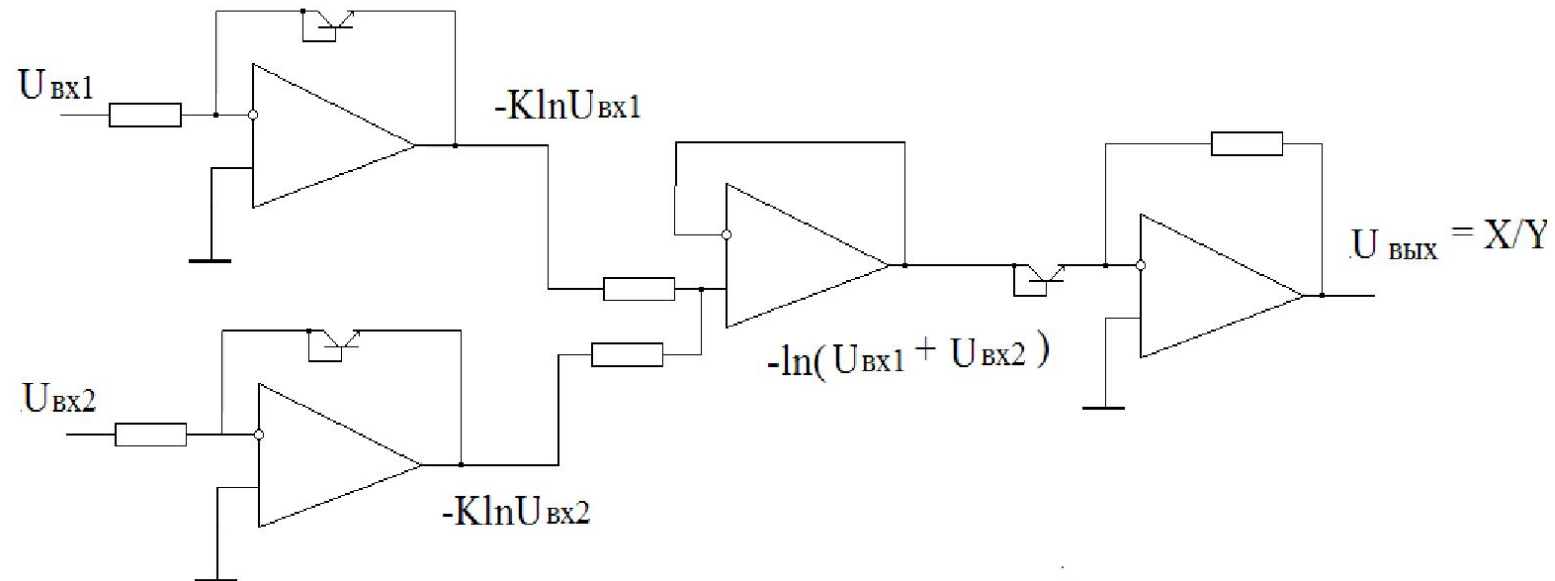 Uвх1
-KlnUвх1
Uвых = X/Y
-ln(Uвх1 + Uвх2)
Uвх2
-KlnUвх2